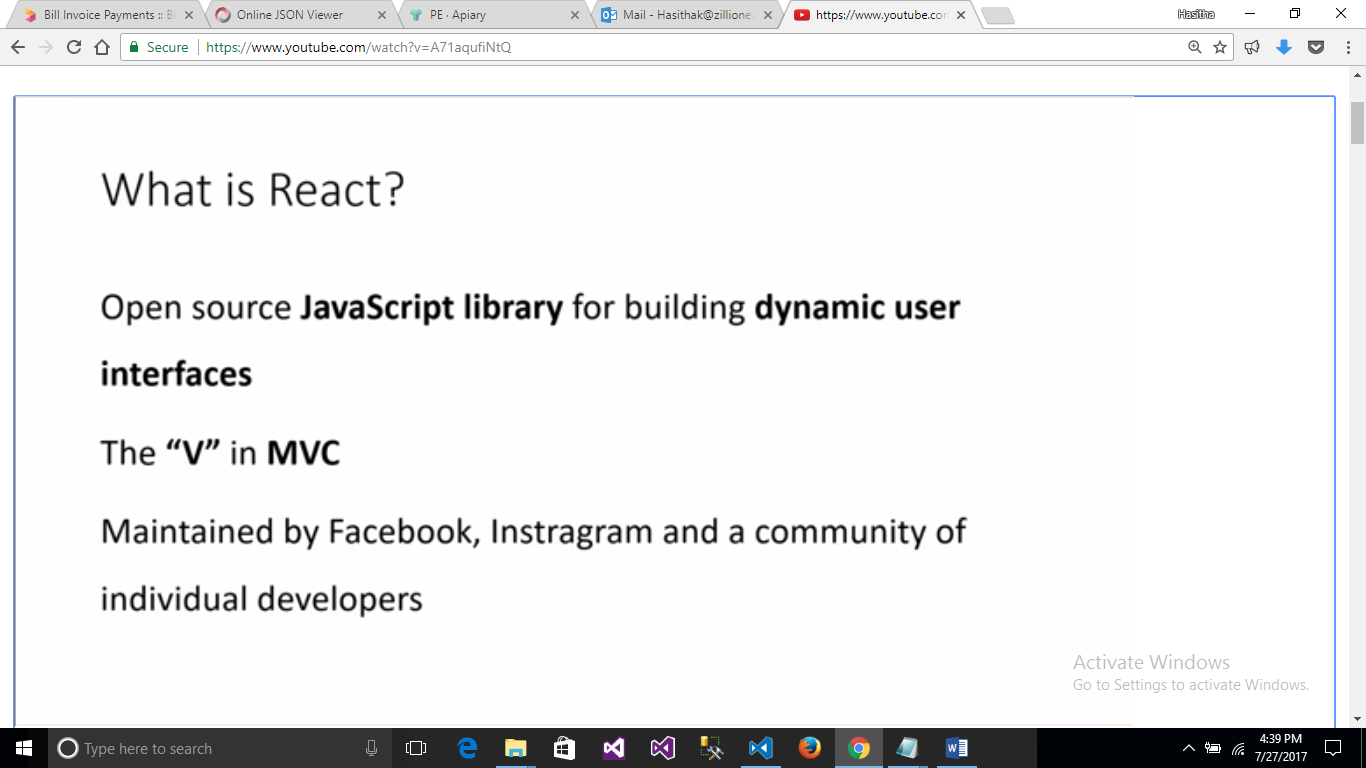 Bill Invoice Payments :: Bi
Online JSON Viewer
PE · Apiary
Mail - Hasithak@zillione.
https://www.youtube.con
Hasitha
Secure
https://www.youtube.com/watch?v=A71aqufiNtQ
What is React?
Open source JavaScript library for building dynamic user
interfaces
The “V” in MVC
Maintained by Facebook, Instragram and a community of
individual developers
Activate Windows
Go to Settings to activate Windows.
Type here to search
4:39 PM
7/27/2017